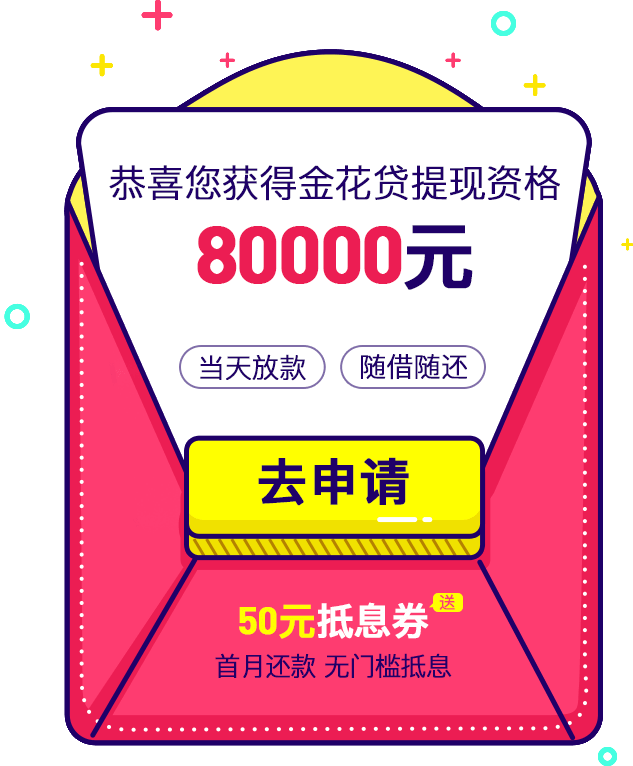 恭喜您获得金花贷提现资格
80000元
当天放款 随借随还
去申请
50元抵息券 送
首月还款 无门槛抵息